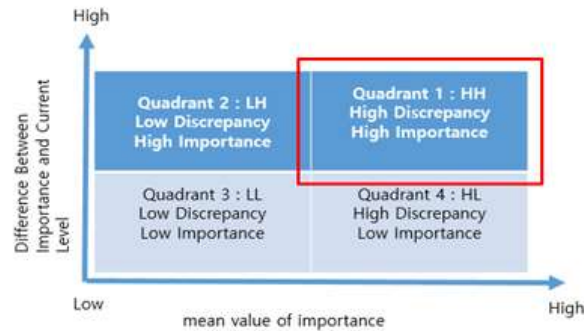 High
Difference Between
Importance and Current
Level
Quadrant 2 : LH
Low Discrepancy
High Importance
Quadrant 1 : HH
High Discrepancy
High Importance
Quadrant 3 : LL
Low Discrepancy
Low Importance
Quadrant 4 : HL
High Discrepancy
Low Importance
Low
mean value of importance
High